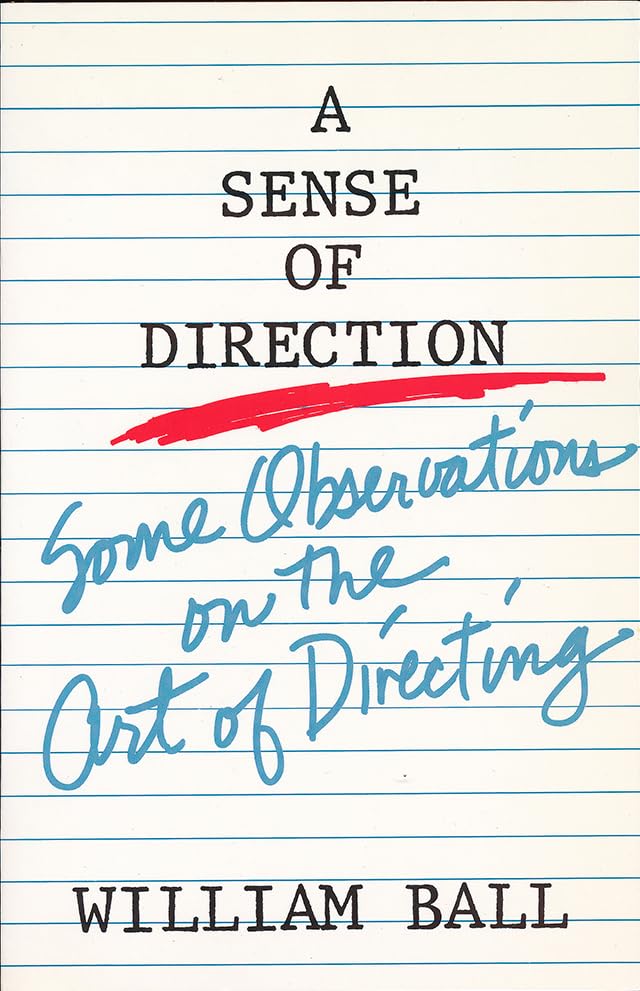 A
SENSE
OF
DIRECTION
Some Observations
on the
Art of Directing
WILLIAM BALL